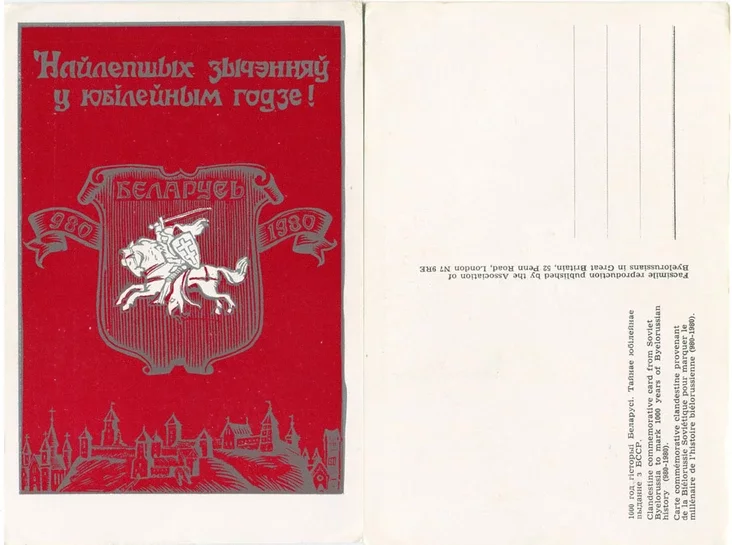 Найлепшых зычэнняў
у юбілейным годзе!
БЕЛАРУСЬ
980
1980
Facsimile reproduction published by the Association of
Byelorussians in Great Britain, 52 Penn Road, London N7 9RE
1000 год гісторыі Беларусі. Тайнае юбілейнае
выданне з БССР.
Clandestine commemorative card from Soviet
Byelorussia to mark 1000 years of Byelorussian
history (980-1980).
Carte commémorative clandestine provenant
de la Biélorussie Soviétique pour marquer le
millénaire de l'histoire biélorussienne (980-1980).